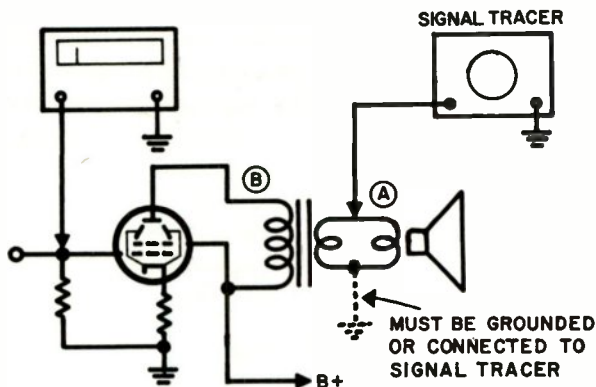 SIGNAL TRACER
B
A
MUST BE GROUNDED
OR CONNECTED TO
SIGNAL TRACER
B+